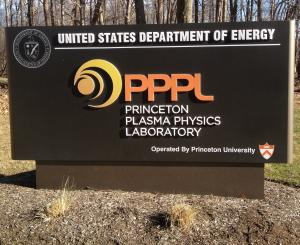 UNITED STATES DEPARTMENT OF ENERGY
PPPL
PRINCETON
PLASMA PHYSICS
LABORATORY
Operated By Princeton University